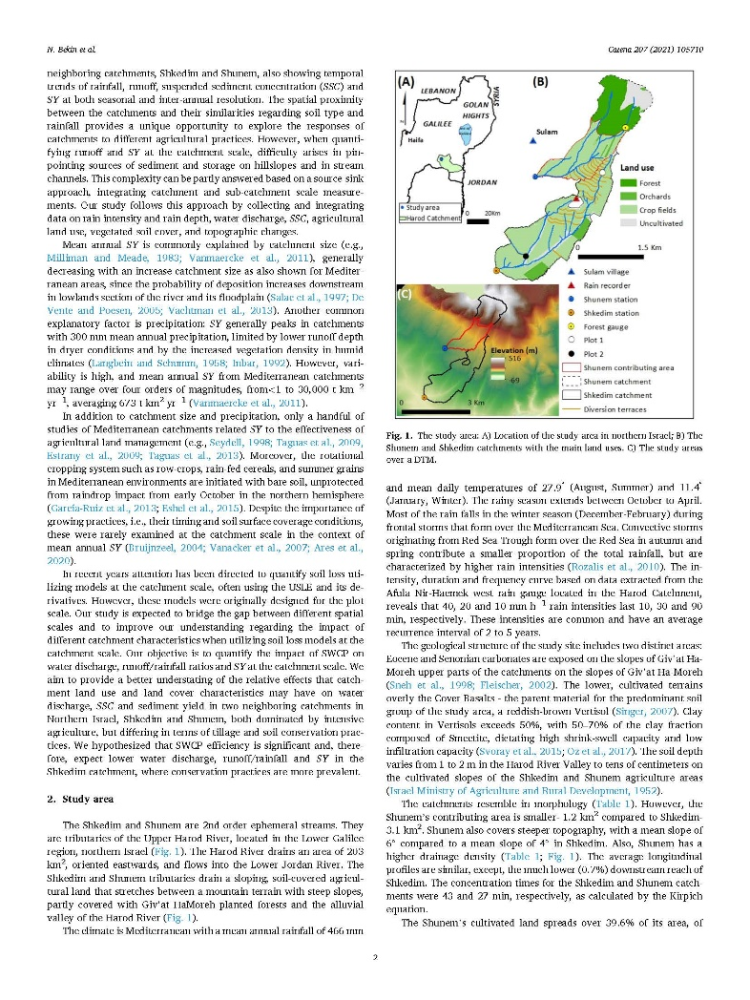 N. Bekin et al.
Catena 207 (2021) 105710
neighboring catchments, Shkedim and Shunem, also showing temporal
trends of rainfall, runoff, suspended sediment concentration (SSC) and
SY at both seasonal and inter-annual resolution. The spatial proximity
between the catchments and their similarities regarding soil type and
rainfall provides a unique opportunity to explore the responses of
catchments to different agricultural practices. However, when quanti-
fying runoff and SY at the catchment scale, difficulty arises in pin-
pointing sources of sediment and storage on hillslopes and in stream
channels. This complexity can be partly answered based on a source-sink
approach, integrating catchment and sub-catchment scale measure-
ments. Our study follows this approach by collecting and integrating
data on rain intensity and rain depth, water discharge, SSC, agricultural
land use, vegetated soil cover, and topographic changes.
Mean annual SY is commonly explained by catchment size (e.g.,
Milliman and Meade, 1983; Vanmaercke et al., 2011), generally
decreasing with an increase catchment size as also shown for Mediter-
ranean areas, since the probability of deposition increases downstream
in lowlands section of the river and its floodplain (Salae et al., 1997; De
Vente and Poesen, 2005; Vachtman et al., 2013). Another common
explanatory factor is precipitation: SY generally peaks in catchments
with 300 mm mean annual precipitation, limited by lower runoff depth
in dryer conditions and by the increased vegetation density in humid
climates (Langbein and Schumm, 1958; Inbar, 1992). However, vari-
ability is high, and mean annual SY from Mediterranean catchments
may range over four orders of magnitudes, from<1 to 30,000 t km⁻²
yr⁻¹, averaging 673 t km² yr⁻¹ (Vanmaercke et al., 2011).
In addition to catchment size and precipitation, only a handful of
studies of Mediterranean catchments related SY to the effectiveness of
agricultural land management (e.g., Seydell, 1998; Taguas et al., 2009,
Estrany et al., 2009; Taguas et al., 2013). Moreover, the rotational
cropping system such as row-crops, rain-fed cereals, and summer grains
in Mediterranean environments are initiated with bare soil, unprotected
from raindrop impact from early October in the northern hemisphere
(García-Ruiz et al., 2013; Eshel et al., 2015). Despite the importance of
growing practices, i.e., their timing and soil surface coverage conditions,
these were rarely examined at the catchment scale in the context of
mean annual SY (Bruijnzeel, 2004; Vanacker et al., 2007; Ares et al.,
2020).
In recent years attention has been directed to quantify soil loss uti-
lizing models at the catchment scale, often using the USLE and its de-
rivatives. However, these models were originally designed for the plot
scale. Our study is expected to bridge the gap between different spatial
scales and to improve our understanding regarding the impact of
different catchment characteristics when utilizing soil loss models at the
catchment scale. Our objective is to quantify the impact of SWCP on
water discharge, runoff/rainfall ratios and SY at the catchment scale. We
aim to provide a better understating of the relative effects that catch-
ment land use and land cover characteristics may have on water
discharge, SSC and sediment yield in two neighboring catchments in
Northern Israel, Shkedim and Shunem, both dominated by intensive
agriculture, but differing in terms of tillage and soil conservation prac-
tices. We hypothesized that SWCP efficiency is significant and, there-
fore, expect lower water discharge, runoff/rainfall and SY in the
Shkedim catchment, where conservation practices are more prevalent.
2. Study area
The Shkedim and Shunem are 2nd order ephemeral streams. They
are tributaries of the Upper Harod River, located in the Lower Galilee
region, northern Israel (Fig. 1). The Harod River drains an area of 203
km², oriented eastwards, and flows into the Lower Jordan River. The
Shkedim and Shunem tributaries drain a sloping, soil-covered agricul-
tural land that stretches between a mountain terrain with steep slopes,
partly covered with Giv'at HaMoreh planted forests and the alluvial
valley of the Harod River (Fig. 1).
The climate is Mediterranean with a mean annual rainfall of 466 mm
(A)
LEBANON
SYRIA
GOLAN
HEIGHTS
GALILEE
N
Haifa
JORDAN
Study area
Harod Catchment
0 20Km
(B)
Sulam
Land use
Forest
Orchards
Crop fields
Uncultivated
0 1.5 Km
Sulam village
Rain recorder
Shunem station
Shkedim station
Forest gauge
Plot 1
Plot 2
Shunem contributing area
Shunem catchment
Shkedim catchment
Diversion terraces
(C)
Elevation (m)
516
-69
0 3 Km
Fig. 1. The study area: A) Location of the study area in northern Israel; B) The
Shunem and Shkedim catchments with the main land uses. C) The study areas
over a DTM.
and mean daily temperatures of 27.9° (August, Summer) and 11.4°
(January, Winter). The rainy season extends between October to April.
Most of the rain falls in the winter season (December-February) during
frontal storms that form over the Mediterranean Sea. Convective storms
originating from Red Sea Trough form over the Red Sea in autumn and
spring contribute a smaller proportion of the total rainfall, but are
characterized by higher rain intensities (Rozalis et al., 2010). The in-
tensity, duration and frequency curve based on data extracted from the
Afula Nir-Haemek west rain gauge located in the Harod Catchment,
reveals that 40, 20 and 10 mm h⁻¹ rain intensities last 10, 30 and 90
min, respectively. These intensities are common and have an average
recurrence interval of 2 to 5 years.
The geological structure of the study site includes two distinct areas:
Eocene and Senonian carbonates are exposed on the slopes of Giv'at Ha-
Moreh upper parts of the catchments on the slopes of Giv'at Ha-Moreh
(Sneh et al., 1998; Fleischer, 2002). The lower, cultivated terrains
overly the Cover Basalts - the parent material for the predominant soil
group of the study area, a reddish-brown Vertisol (Singer, 2007). Clay
content in Vertisols exceeds 50%, with 50–70% of the clay fraction
composed of Smectite, dictating high shrink-swell capacity and low
infiltration capacity (Svoray et al., 2015; Oz et al., 2017). The soil depth
varies from 1 to 2 m in the Harod River Valley to tens of centimeters on
the cultivated slopes of the Shkedim and Shunem agriculture areas
(Israel Ministry of Agriculture and Rural Development, 1952).
The catchments resemble in morphology (Table 1). However, the
Shunem's contributing area is smaller- 1.2 km² compared to Shkedim-
3.1 km². Shunem also covers steeper topography, with a mean slope of
6° compared to a mean slope of 4° in Shkedim. Also, Shunem has a
higher drainage density (Table 1; Fig. 1). The average longitudinal
profiles are similar, except, the much lower (0.7%) downstream reach of
Shkedim. The concentration times for the Shkedim and Shunem catch-
ments were 43 and 27 min, respectively, as calculated by the Kirpich
equation.
The Shunem's cultivated land spreads over 39.6% of its area, of
2